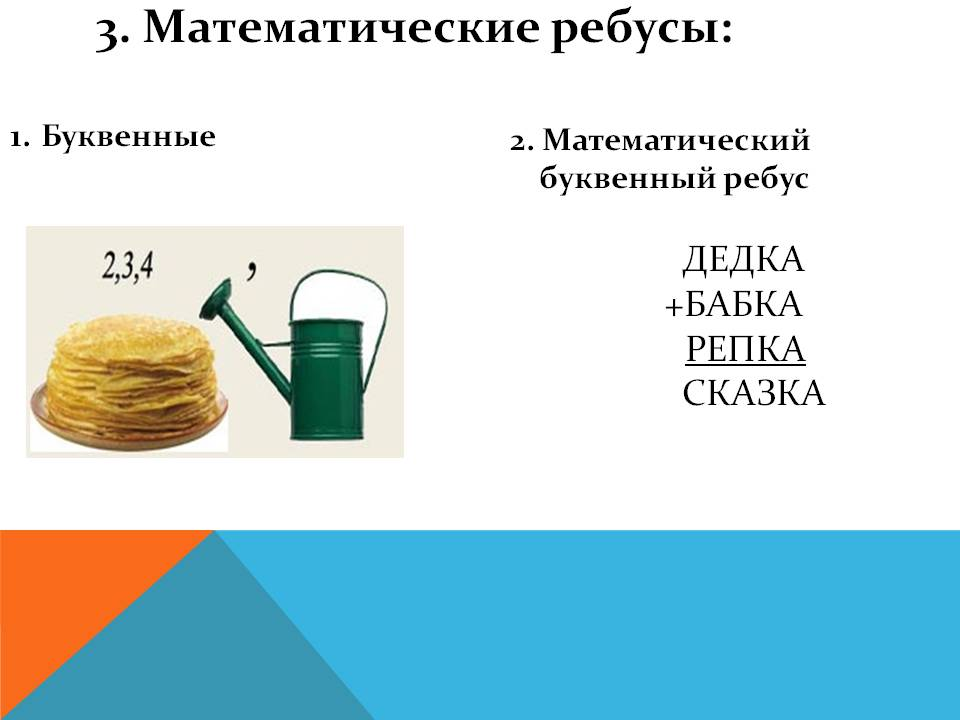 3. Математические ребусы:
1. Буквенные
2. Математический
буквенный ребус
2,3,4
,
ДЕДКА
+БАБКА
РЕПКА
СКАЗКА